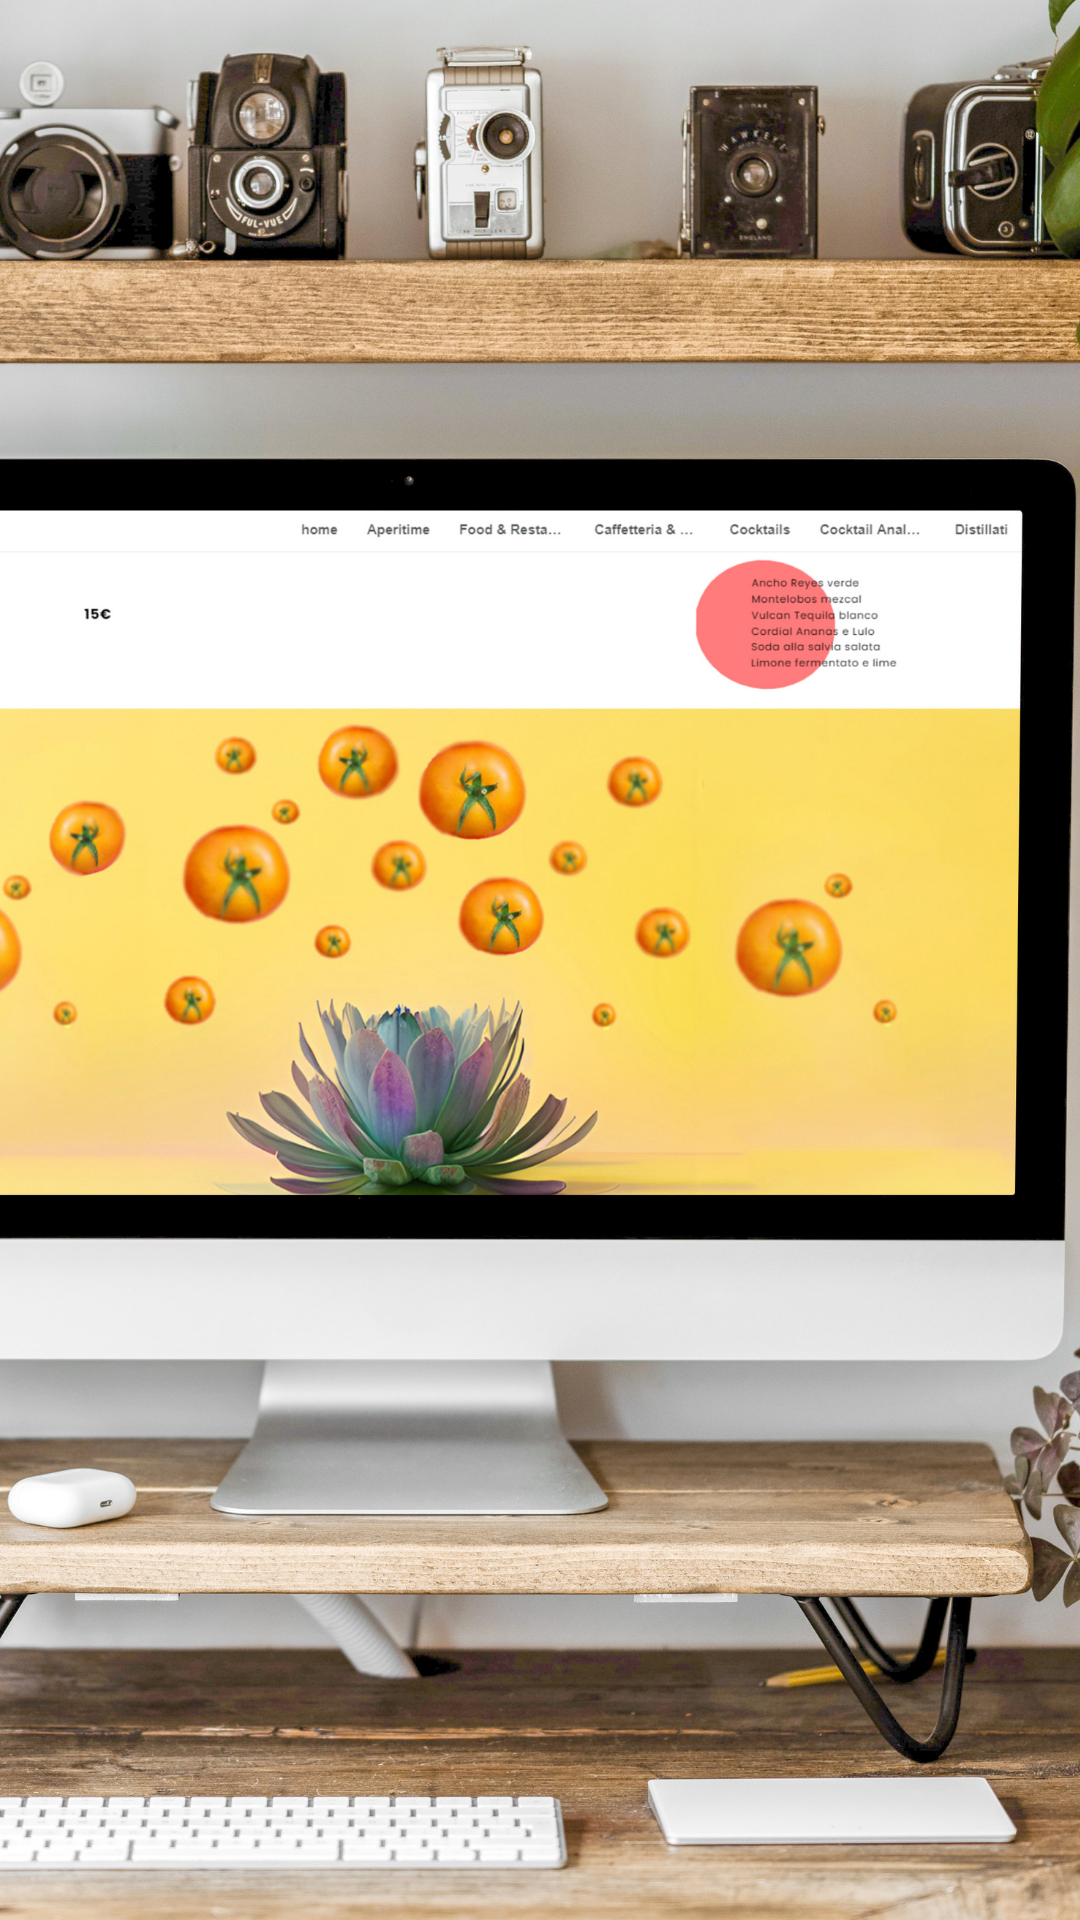 FUL-VUE
KODAK
HAWKEYE
ENGLAND
home Aperitime Food & Resta... Caffetteria & ... Cocktails Cocktail Anal... Distillati
15€
Ancho Reyes verde
Montelobos mezcal
Vulcan Tequila blanco
Cordial Ananas e Lulo
Soda alla salvia salata
Limone fermentato e lime